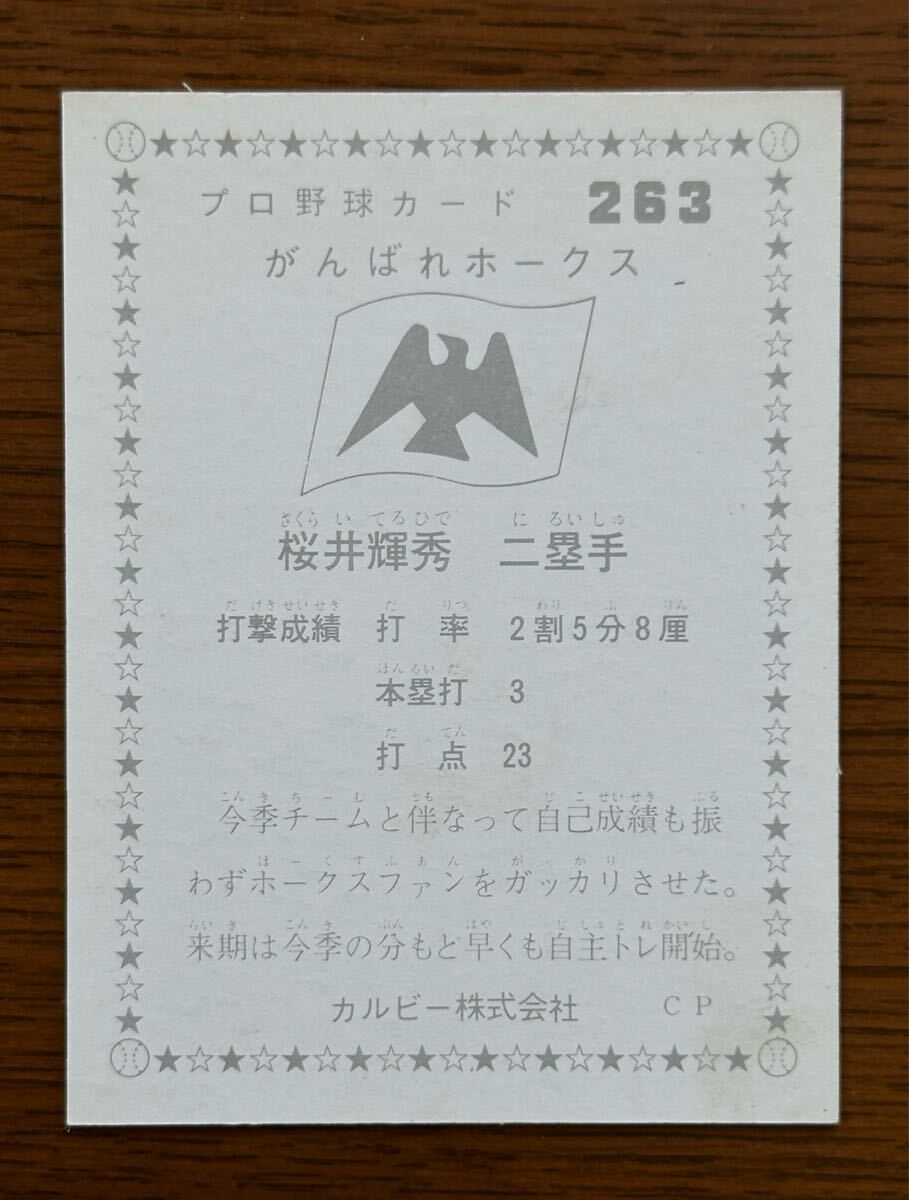 プロ野球カード 263
がんばれホークス
さくら い てるひで に るいしゅ
桜井輝秀 二塁手
だ げき せい せき だ りつ わり ぶ りん
打撃成績 打率 2割5分8厘
ほん るい だ
本塁打 3
だ てん
打点 23
こん き ちーむ とも じ こ せいせき ふる
今季チームと伴なって自己成績も振
ほーくすふぁん がっかり
わずホークスファンをガッカリさせた。
らい き こん き ぶん はや じ しゅ とれ かい し
来期は今季の分もど早くも自主トレ開始。
カルビー株式会社 CP